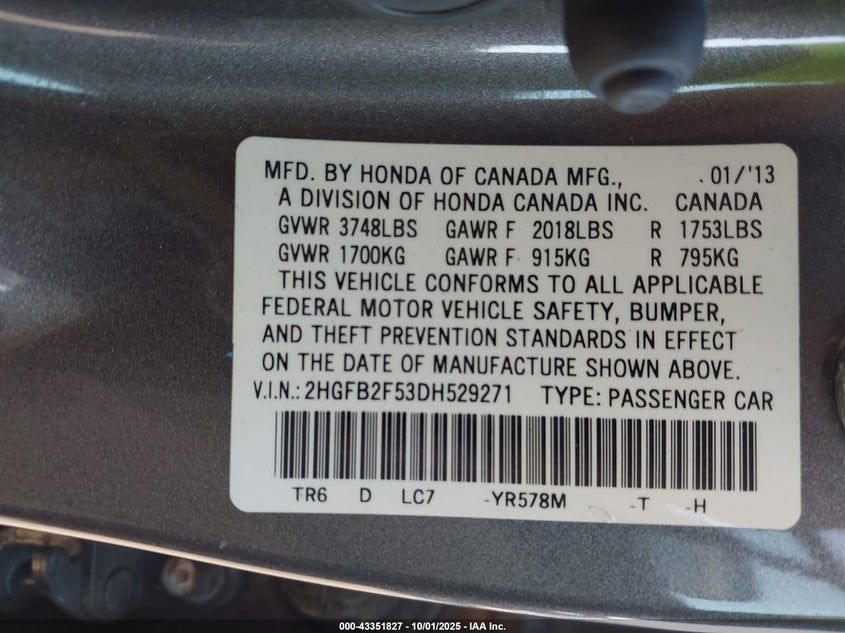 MFD. BY HONDA OF CANADA MFG., 01/'13
A DIVISION OF HONDA CANADA INC. CANADA
GVWR 3748LBS GAWR F 2018LBS R 1753LBS
GVWR 1700KG GAWR F 915KG R 795KG
THIS VEHICLE CONFORMS TO ALL APPLICABLE
FEDERAL MOTOR VEHICLE SAFETY, BUMPER,
AND THEFT PREVENTION STANDARDS IN EFFECT
ON THE DATE OF MANUFACTURE SHOWN ABOVE.
V.I.N.: 2HGFB2F53DH529271 TYPE: PASSENGER CAR
TR6 D LC7 -YR578M -T -H
000-43351827 - 10/01/2025 - IAA Inc.